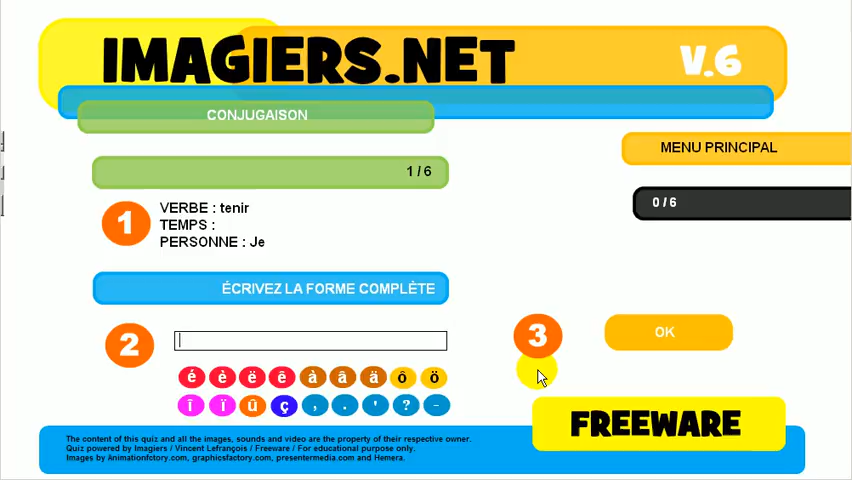 IMAGIERS.NET
V.6
CONJUGAISON
MENU PRINCIPAL
1 / 6
0 / 6
1
VERBE : tenir
TEMPS :
PERSONNE : Je
ÉCRIVEZ LA FORME COMPLÈTE
2
3
OK
é è ë ê à â ä ô ö
î ï û ç , . ' ? -
FREEWARE
The content of this quiz and all the images, sounds and video are the property of their respective owner.
Quiz powered by Imagiers / Vincent Lefrançois / Freeware / For educational purpose only.
Images by Animationfctory.com, graphicsfactory.com, presentermedia.com and Hemera.